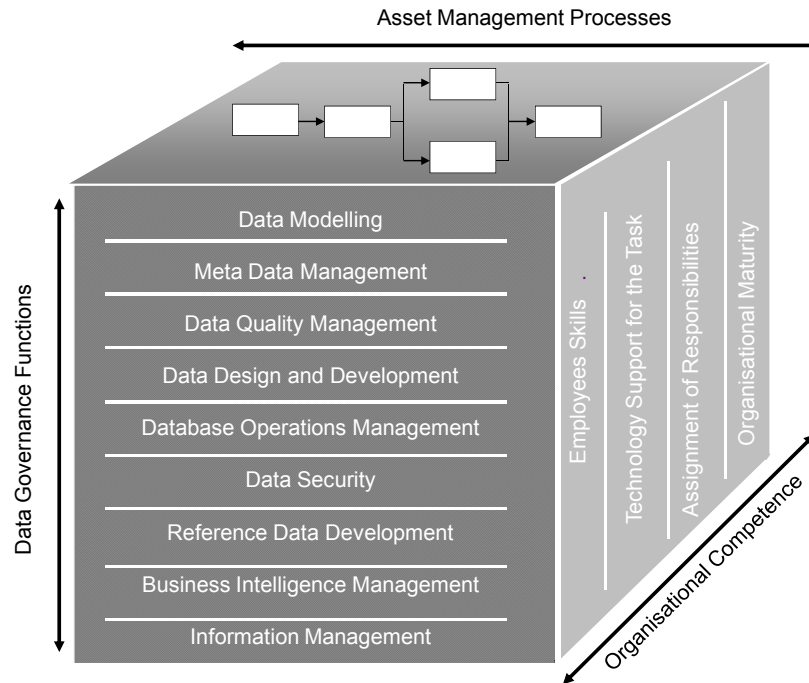 Asset Management Processes
Data Governance Functions
Data Modelling
Meta Data Management
Data Quality Management
Data Design and Development
Database Operations Management
Data Security
Reference Data Development
Business Intelligence Management
Information Management
Employees Skills
Technology Support for the Task
Assignment of Responsibilities
Organisational Maturity
Organisational Competence